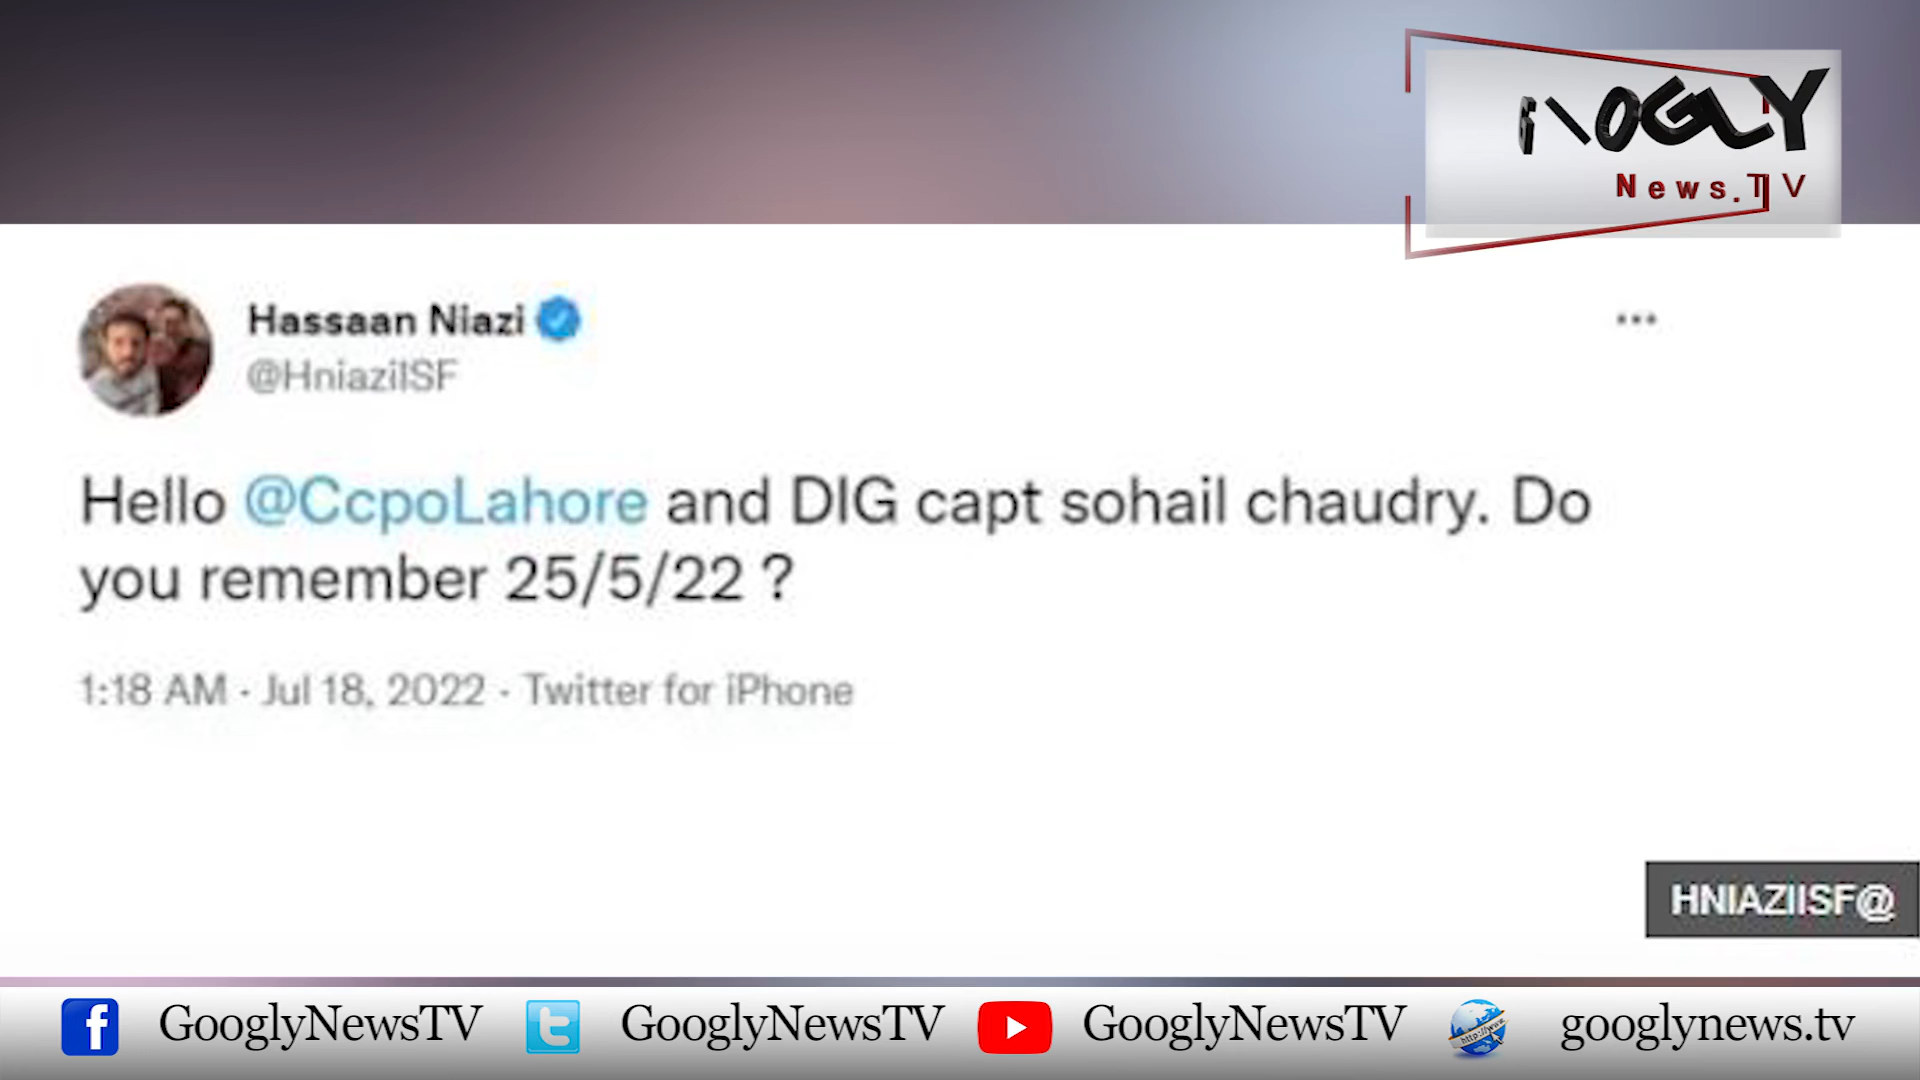 GOOGLY
News.TV
Hassaan Niazi
@HniaziISF
Hello @CcpoLahore and DIG capt sohail chaudry. Do
you remember 25/5/22 ?
1:18 AM · Jul 18, 2022 · Twitter for iPhone
HNIAZIISF@
GooglyNewsTV GooglyNewsTV GooglyNewsTV googlynews.tv